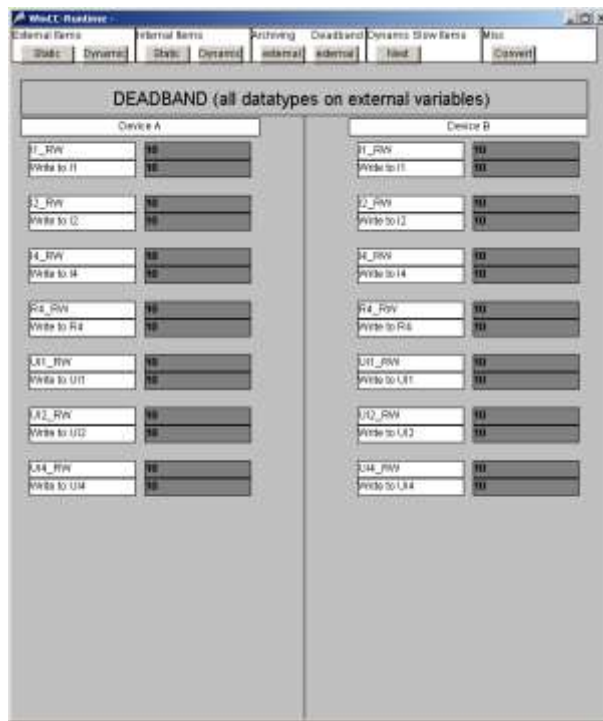 WinCC-Runtime -
External Items Internal Items Archiving Deadband Dynamic Slow Items Misc
Static Dynamic Static Dynamic external external Next Convert
DEADBAND (all datatypes on external variables)
Device A Device B
I1_RW 10 I1_RW 10
Write to I1 10 Write to I1 10
I2_RW 10 I2_RW 10
Write to I2 10 Write to I2 10
I4_RW 10 I4_RW 10
Write to I4 10 Write to I4 10
R4_RW 10 R4_RW 10
Write to R4 10 Write to R4 10
UI1_RW 10 UI1_RW 10
Write to UI1 10 Write to UI1 10
UI2_RW 10 UI2_RW 10
Write to UI2 10 Write to UI2 10
UI4_RW 10 UI4_RW 10
Write to UI4 10 Write to UI4 10